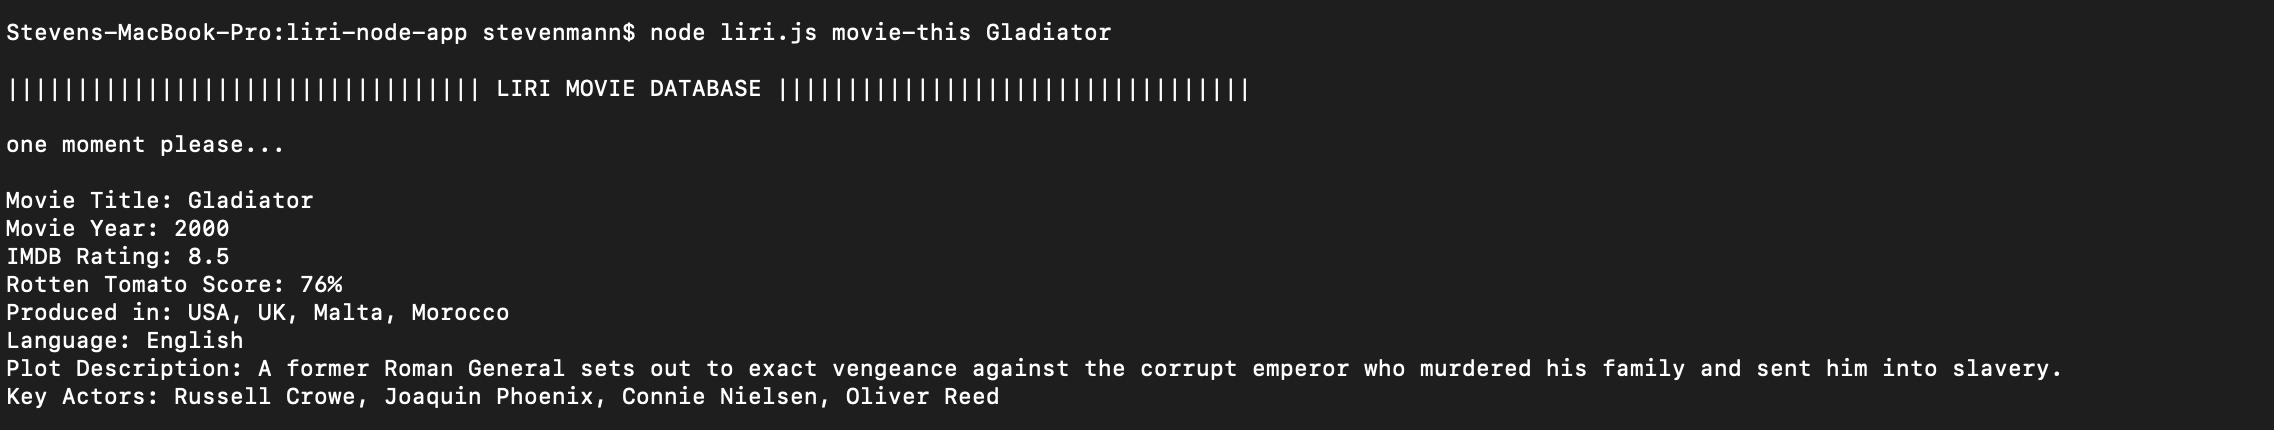 Stevens-MacBook-Pro:liri-node-app stevenmann$ node liri.js movie-this Gladiator
|||||||||||||||||||||||||||||||||| LIRI MOVIE DATABASE ||||||||||||||||||||||||||||||||||
one moment please...
Movie Title: Gladiator
Movie Year: 2000
IMDB Rating: 8.5
Rotten Tomato Score: 76%
Produced in: USA, UK, Malta, Morocco
Language: English
Plot Description: A former Roman General sets out to exact vengeance against the corrupt emperor who murdered his family and sent him into slavery.
Key Actors: Russell Crowe, Joaquin Phoenix, Connie Nielsen, Oliver Reed